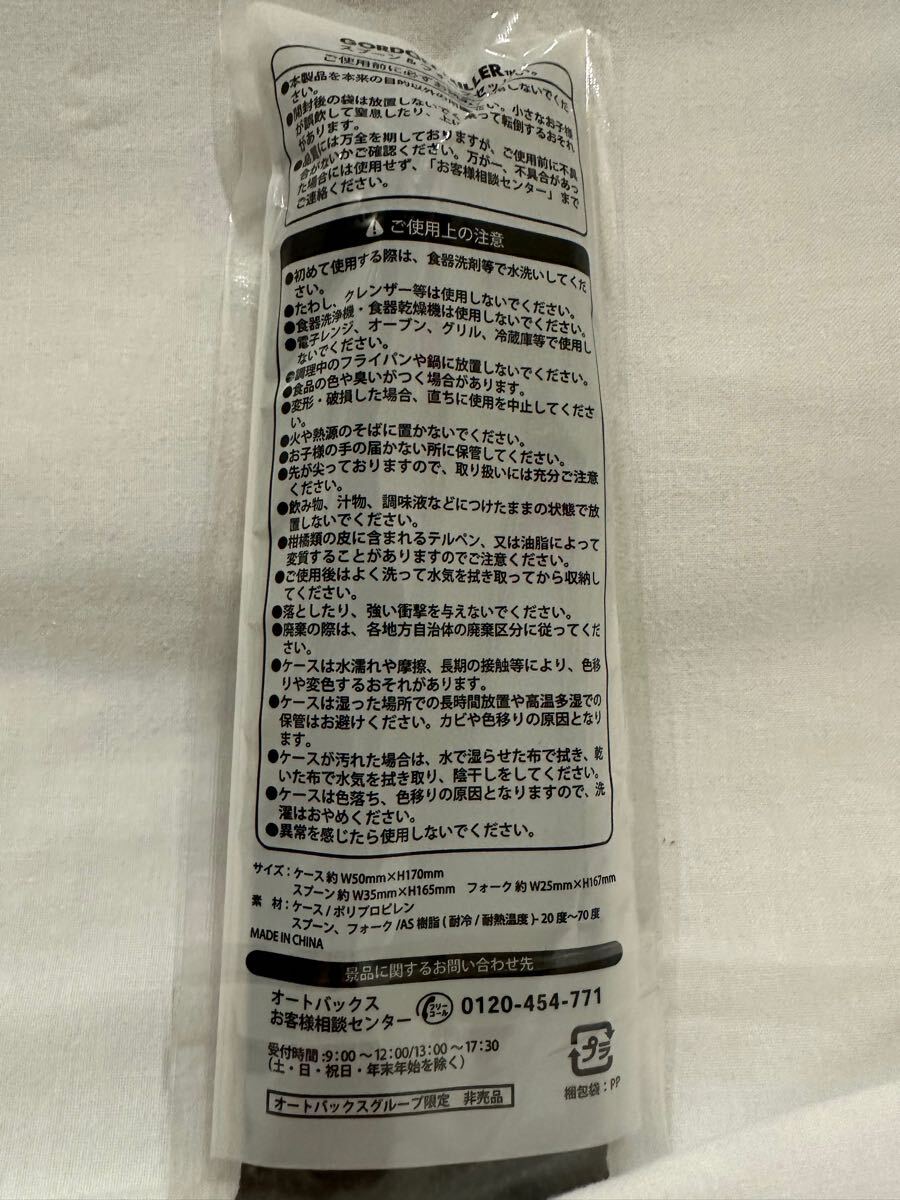 GORDON MILLER
スプーン&
ご使用前に必ずお
●本製品を本来の目的以外の用 しないでくだ
さい。
●開封後の袋は放置しないでく い。小さなお子様
が誤飲して窒息したり、上に って転倒するおそれ
があります。
●品質には万全を期しておりますが、ご使用前に不具
合がないかご確認ください。万が一、不具合があっ
た場合には使用せず、「お客様相談センター」まで
ご連絡ください。
ご使用上の注意
●初めて使用する際は、食器洗剤等で水洗いしてくだ
さい。
●たわし、クレンザー等は使用しないでください。
●食器洗浄機・食器乾燥機は使用しないでください。
●電子レンジ、オーブン、グリル、冷蔵庫等で使用し
ないでください。
●調理中のフライパンや鍋に放置しないでください。
●食品の色や臭いがつく場合があります。
●変形・破損した場合、直ちに使用を中止してくださ
い。
●火や熱源のそばに置かないでください。
●お子様の手の届かない所に保管してください。
●先が尖っておりますので、取り扱いには充分ご注意
ください。
●飲み物、汁物、調味液などにつけたままの状態で放
置しないでください。
●柑橘類の皮に含まれるテルペン、又は油脂によって
変質することがありますのでご注意ください。
●ご使用後はよく洗って水気を拭き取ってから収納し
てください。
●落としたり、強い衝撃を与えないでください。
●廃棄の際は、各地方自治体の廃棄区分に従ってくだ
さい。
●ケースは水濡れや摩擦、長期の接触等により、色移
りや変色するおそれがあります。
●ケースは湿った場所での長時間放置や高温多湿での
保管はお避けください。カビや色移りの原因となり
ます。
●ケースが汚れた場合は、水で湿らせた布で拭き、乾
いた布で水気を拭き取り、陰干しをしてください。
●ケースは色落ち、色移りの原因となりますので、洗
濯はおやめください。
●異常を感じたら使用しないでください。
サイズ：ケース 約 W50mm×H170mm
スプーン 約 W35mm×H165mm フォーク 約 W25mm×H167mm
素 材：ケース / ポリプロピレン
スプーン、フォーク /AS 樹脂 ( 耐冷 / 耐熱温度 )- 20 度～70 度
MADE IN CHINA
景品に関するお問い合わせ先
オートバックス
お客様相談センター
フリーコール 0120-454-771
受付時間 :9:00 ～ 12:00/13:00 ～ 17:30
(土・日・祝日・年末年始を除く)
プラ
梱包袋：PP
オートバックスグループ限定 非売品